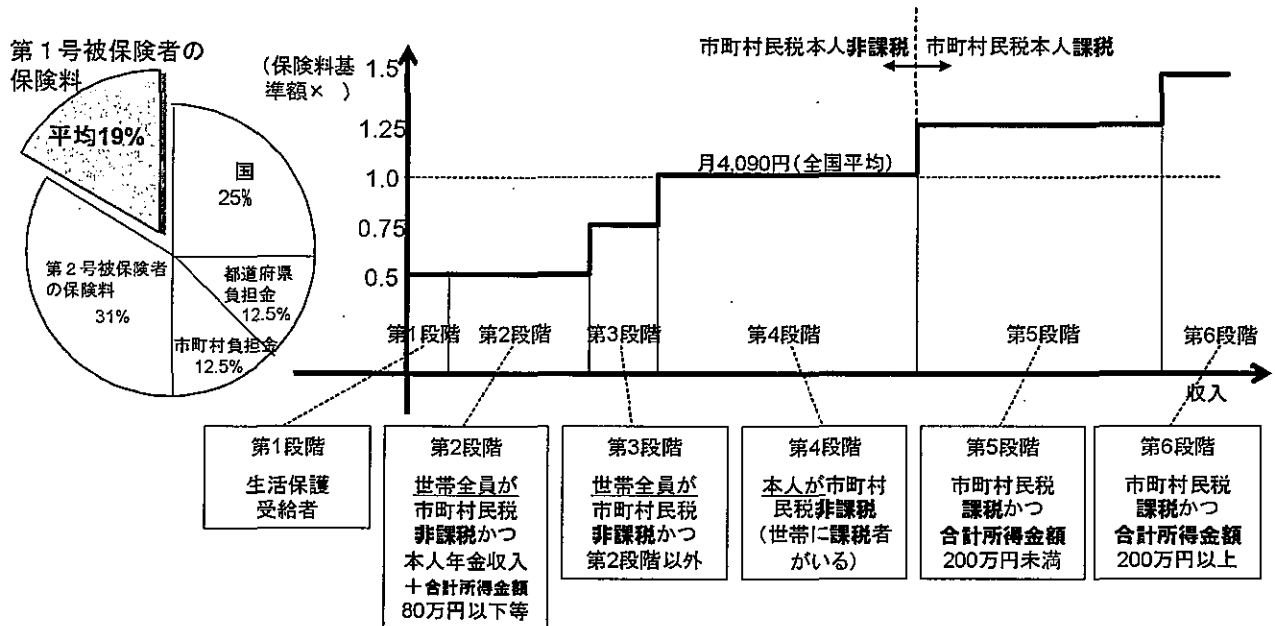 第1号被保険者の
保険料
平均19%
国
25%
都道府県
負担金
12.5%
市町村負担金
12.5%
第2号被保険者
の保険料
31%
(保険料基
準額× )
市町村民税本人非課税
市町村民税本人課税
1.5
1.25
1.0
0.75
0.5
月4,090円(全国平均)
第1段階
第2段階
第3段階
第4段階
第5段階
第6段階
収入
第1段階
生活保護
受給者
第2段階
世帯全員が
市町村民税
非課税かつ
本人年金収入
+合計所得金額
80万円以下等
第3段階
世帯全員が
市町村民税
非課税かつ
第2段階以外
第4段階
本人が市町村
民税非課税
(世帯に課税者
がいる)
第5段階
市町村民税
課税かつ
合計所得金額
200万円未満
第6段階
市町村民税
課税かつ
合計所得金額
200万円以上